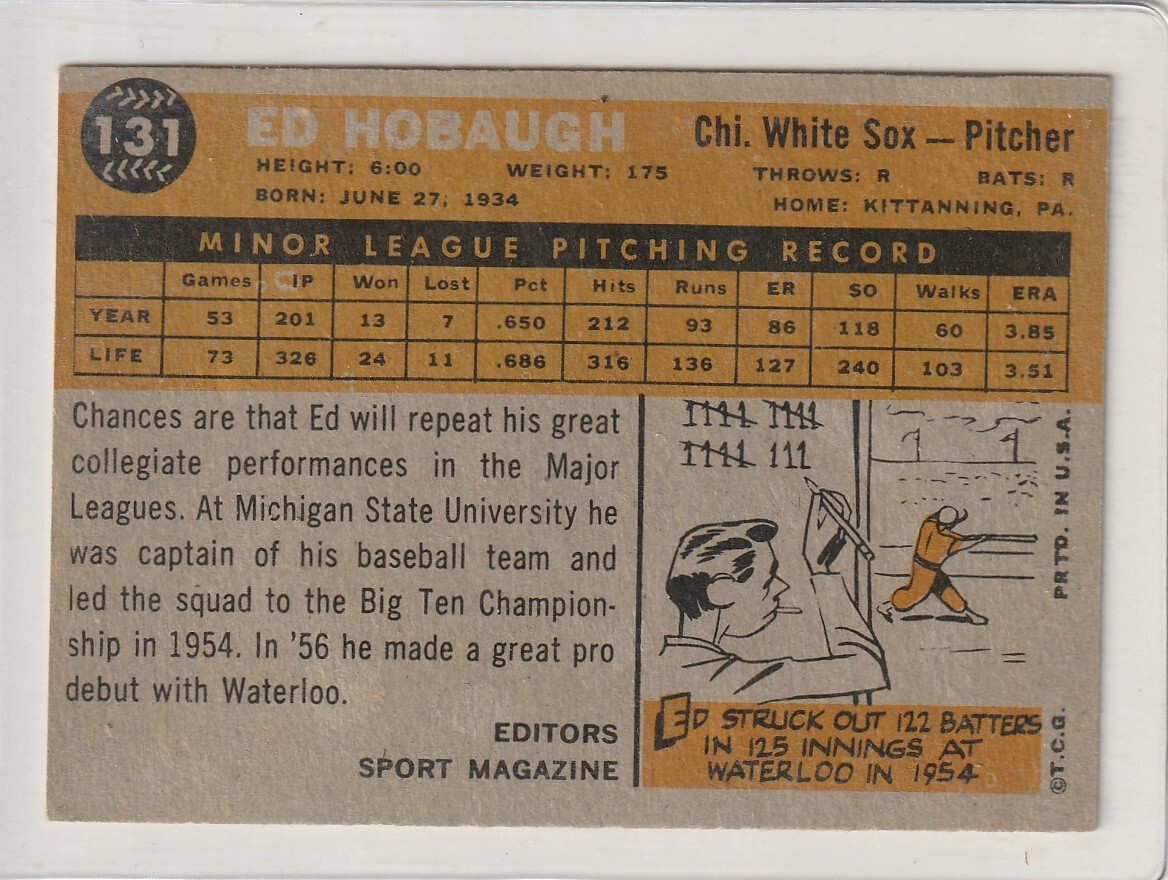 131
ED HOBAUGH
Chi. White Sox — Pitcher
HEIGHT: 6:00 WEIGHT: 175 THROWS: R BATS: R
BORN: JUNE 27, 1934 HOME: KITTANNING, PA.
MINOR LEAGUE PITCHING RECORD
Games IP Won Lost Pct Hits Runs ER SO Walks ERA
YEAR 53 201 13 7 .650 212 93 86 118 60 3.85
LIFE 73 326 24 11 .686 316 136 127 240 103 3.51
Chances are that Ed will repeat his great
collegiate performances in the Major
Leagues. At Michigan State University he
was captain of his baseball team and
led the squad to the Big Ten Champion-
ship in 1954. In '56 he made a great pro
debut with Waterloo.
EDITORS
SPORT MAGAZINE
ED STRUCK OUT 122 BATTERS
IN 125 INNINGS AT
WATERLOO IN 1954
PRTD. IN U.S.A.
©T.C.G.